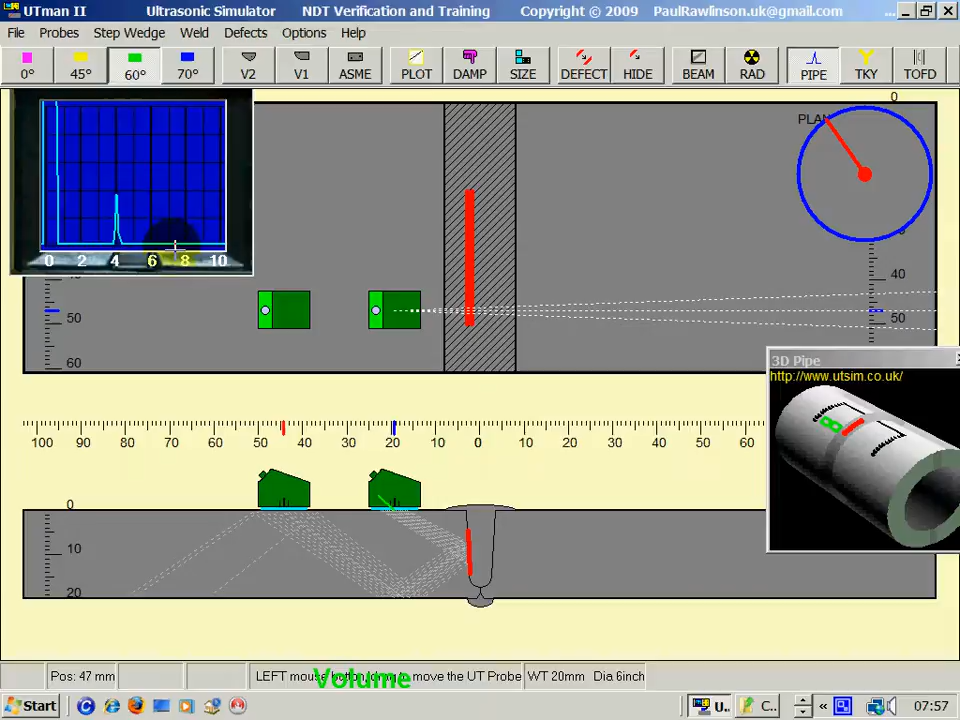 UTman II Ultrasonic Simulator NDT Verification and Training Copyright © 2009 PaulRawlinson.uk@gmail.com ...
File Probes Step Wedge Weld Defects Options Help
0° 45° 60° 70° V2 V1 ASME PLOT DAMP SIZE DEFECT HIDE BEAM RAD PIPE TKY TOFD
0
PLAN
0 2 4 6 8 10
40 40
50 50
60
3D Pipe
http://www.utsim.co.uk/
100 90 80 70 60 50 40 30 20 10 0 10 20 30 40 50 60
0
10
20
Pos: 47 mm LEFT mouse button,drag to move the UT Probe WT 20mm Dia 6inch
Volume
Start U.. C.. « 07:57